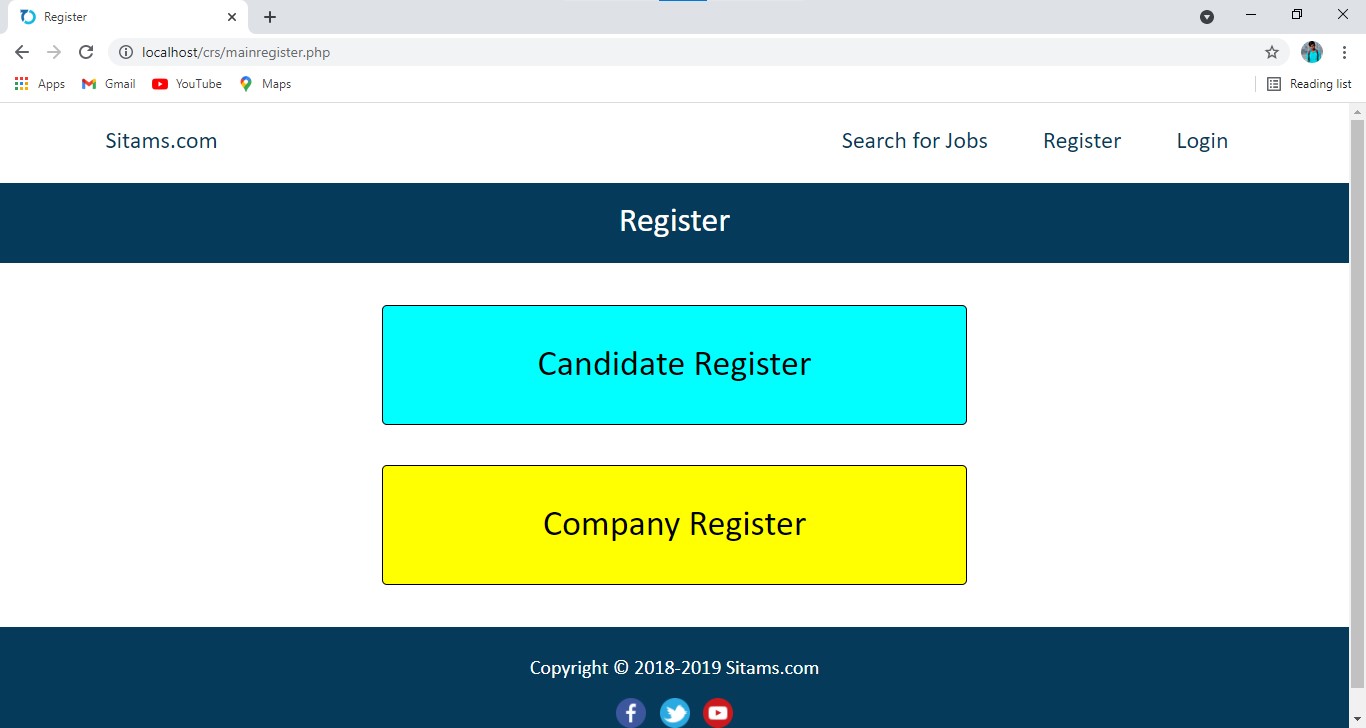 Register
localhost/crs/mainregister.php
Apps Gmail YouTube Maps Reading list
Sitams.com Search for Jobs Register Login
Register
Candidate Register
Company Register
Copyright © 2018-2019 Sitams.com